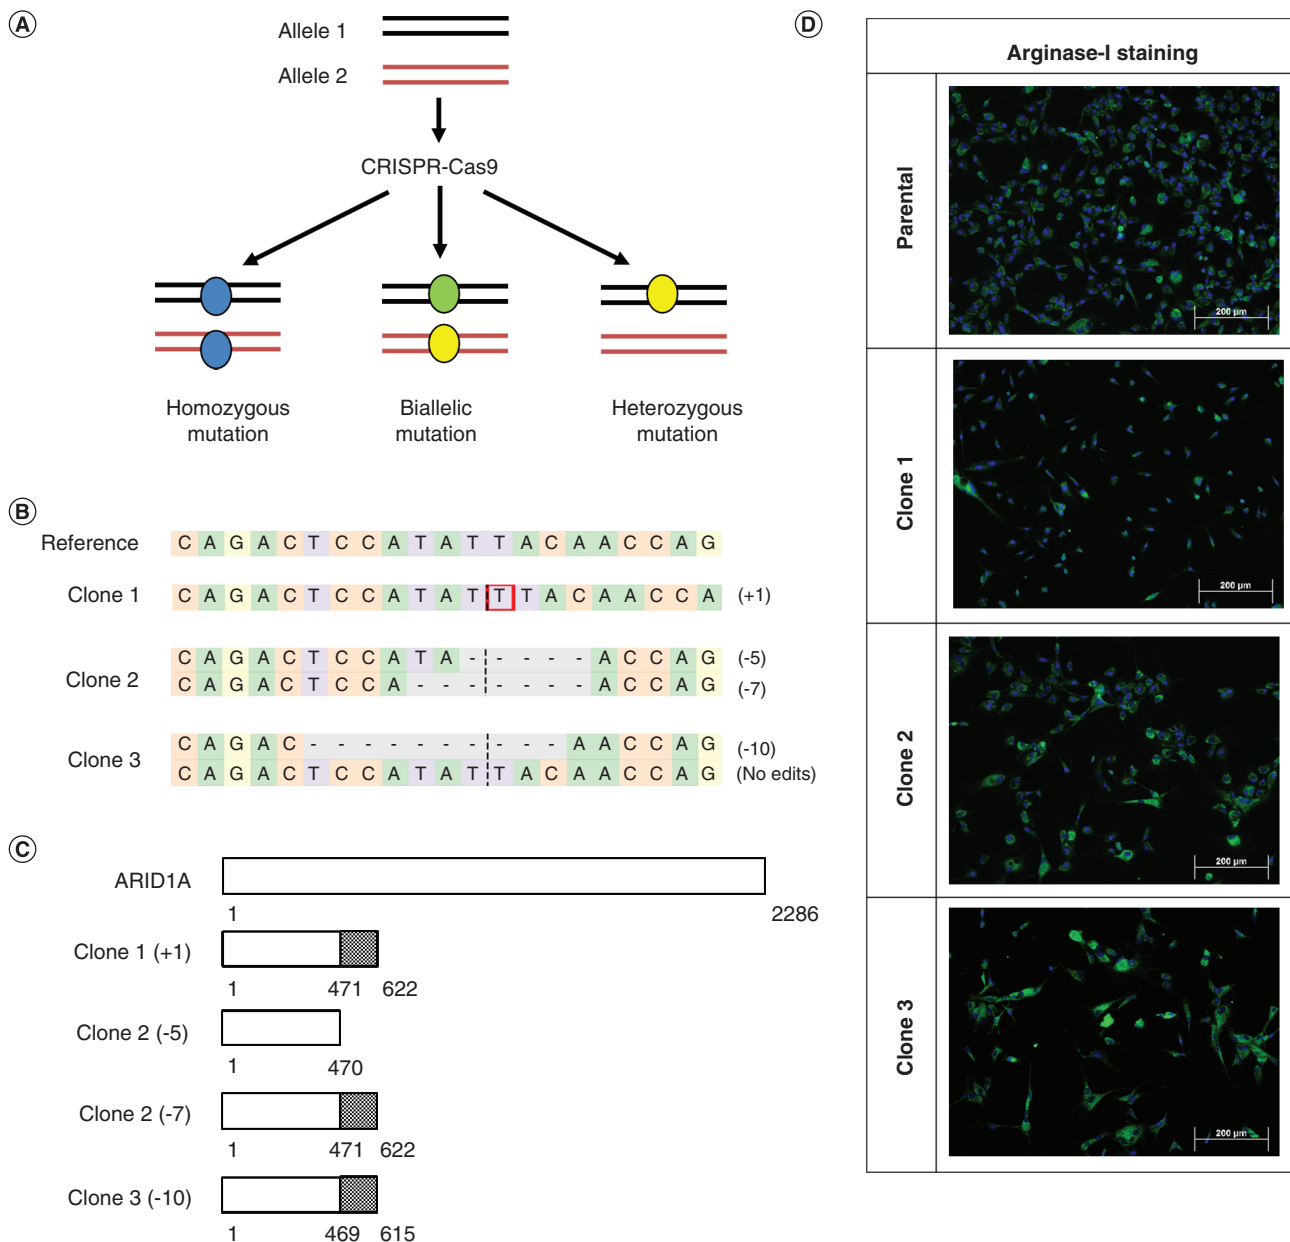 A
Allele 1
Allele 2
CRISPR-Cas9
Homozygous
mutation
Biallelic
mutation
Heterozygous
mutation
B
Reference
C A G A C T C C A T A T T A C A A C C A G
Clone 1
C A G A C T C C A T A T T T A C A A C C A
(+1)
Clone 2
C A G A C T C C A T A - - - - - A C C A G
(-5)
C A G A C T C C A - - - - - - - A C C A G
(-7)
Clone 3
C A G A C - - - - - - - - - - A A C C A G
(-10)
C A G A C T C C A T A T T A C A A C C A G
(No edits)
C
ARID1A
1
2286
Clone 1 (+1)
1 471 622
Clone 2 (-5)
1 470
Clone 2 (-7)
1 471 622
Clone 3 (-10)
1 469 615
D
Arginase-I staining
Parental
200 µm
Clone 1
200 µm
Clone 2
200 µm
Clone 3
200 µm